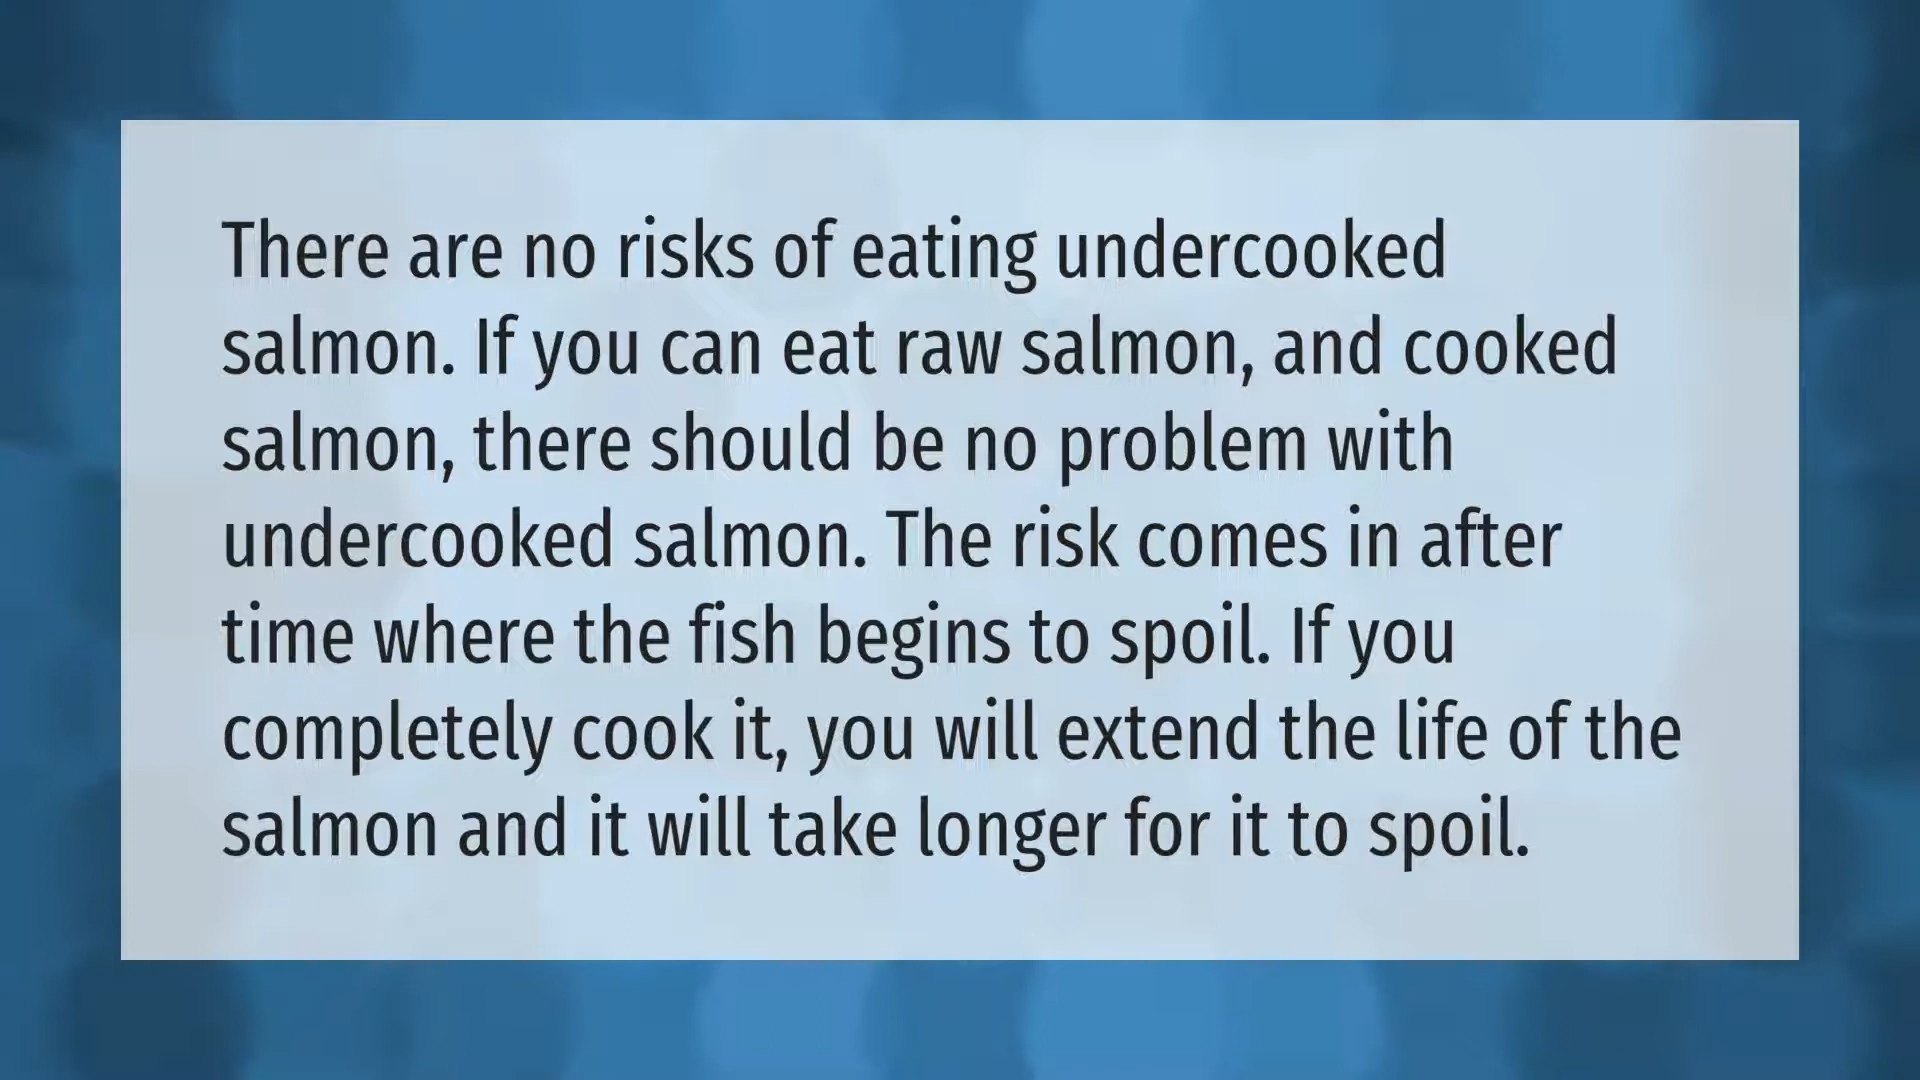 There are no risks of eating undercooked
salmon. If you can eat raw salmon, and cooked
salmon, there should be no problem with
undercooked salmon. The risk comes in after
time where the fish begins to spoil. If you
completely cook it, you will extend the life of the
salmon and it will take longer for it to spoil.